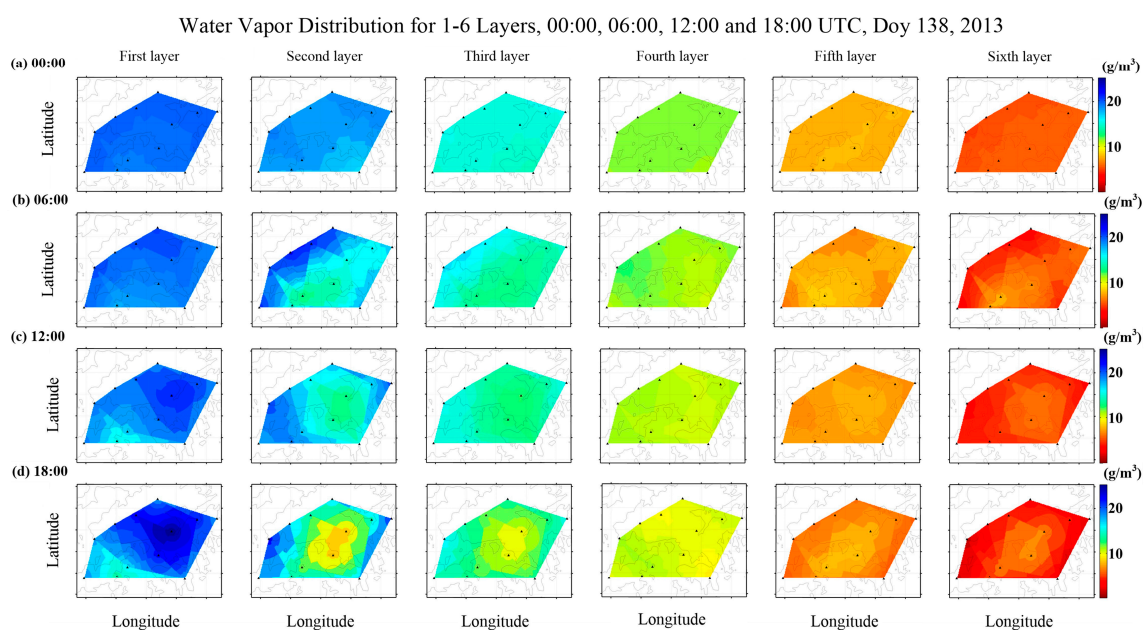 Water Vapor Distribution for 1-6 Layers, 00:00, 06:00, 12:00 and 18:00 UTC, Doy 138, 2013
First layer Second layer Third layer Fourth layer Fifth layer Sixth layer
(a) 00:00 (g/m³)
Latitude
20
10
(b) 06:00 (g/m³)
Latitude
20
10
(c) 12:00 (g/m³)
Latitude
20
10
(d) 18:00 (g/m³)
Latitude
20
10
Longitude Longitude Longitude Longitude Longitude Longitude